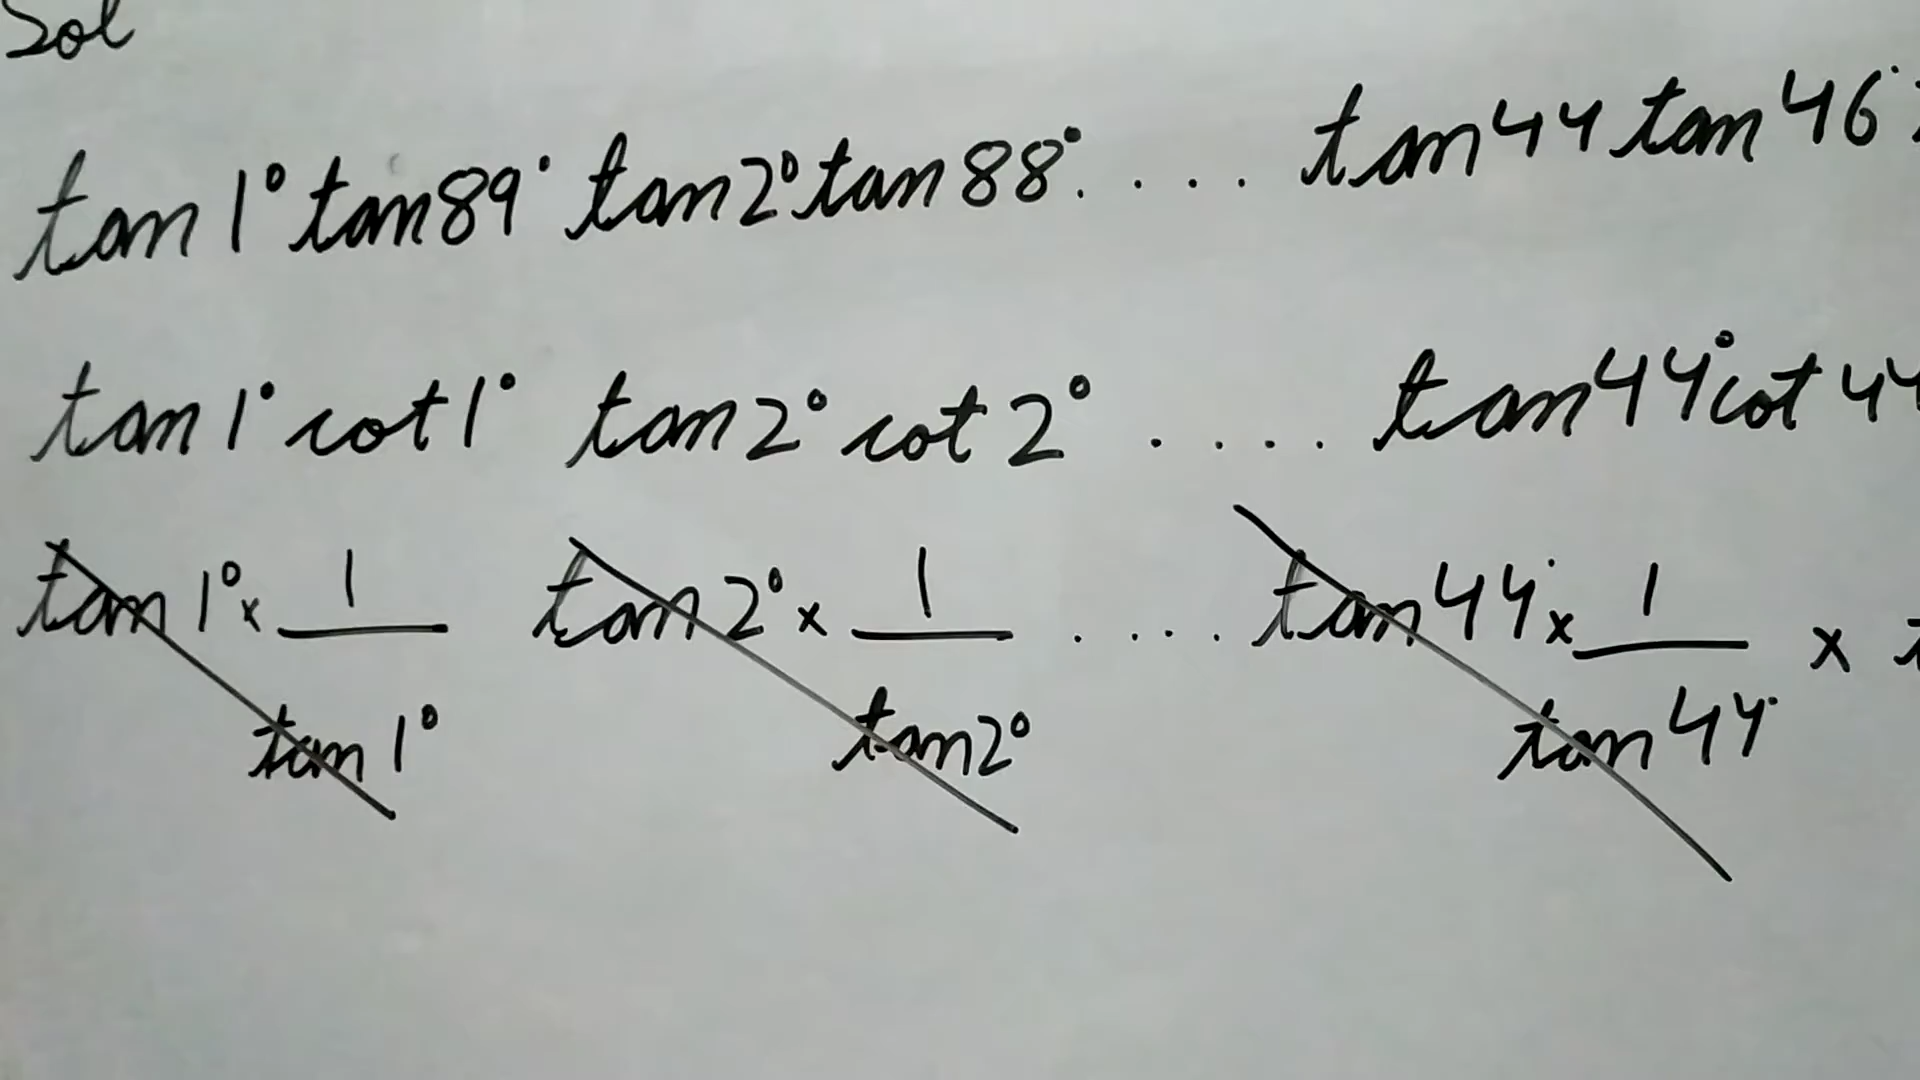 Sol
tan 1° tan 89° tan 2° tan 88° . . . . tan 44 tan 46°
tan 1° cot 1° tan 2° cot 2° . . . . tan 44° cot 44
tan 1° × 1/tan 1° tan 2° × 1/tan 2° . . . . tan 44° × 1/tan 44° ×